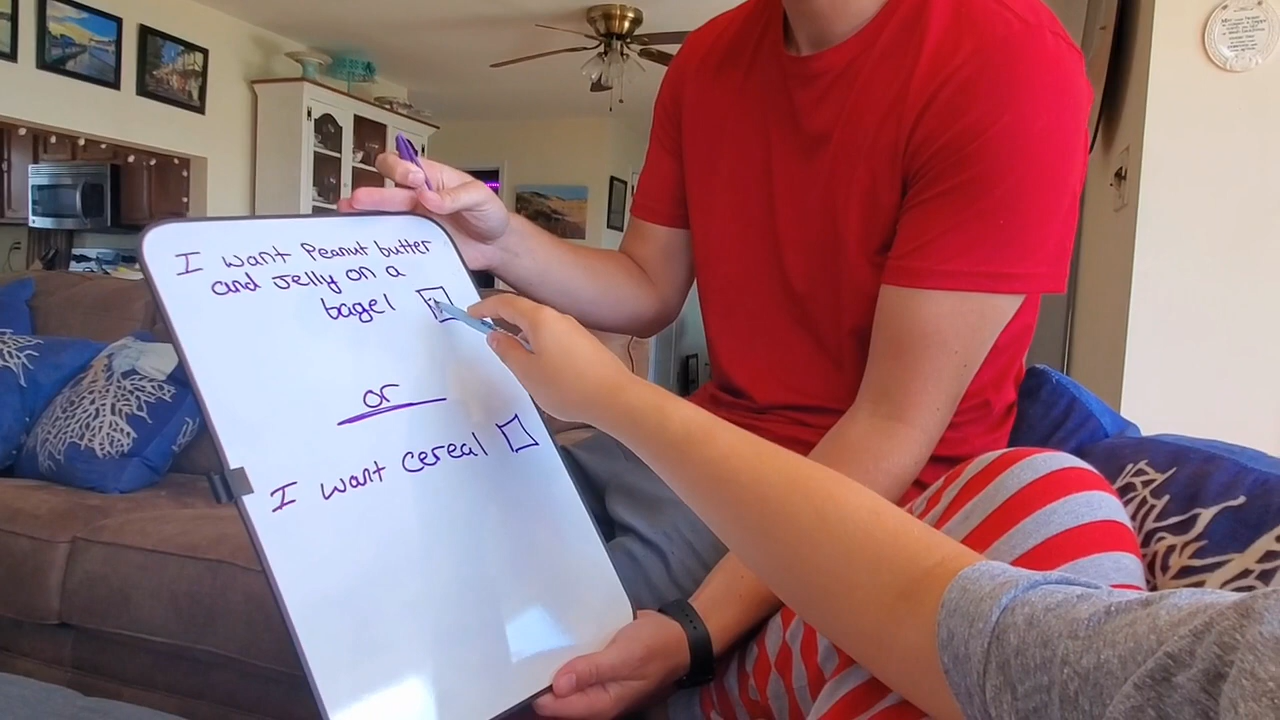 I want Peanut butter
and Jelly on a
bagel
or
I want cereal